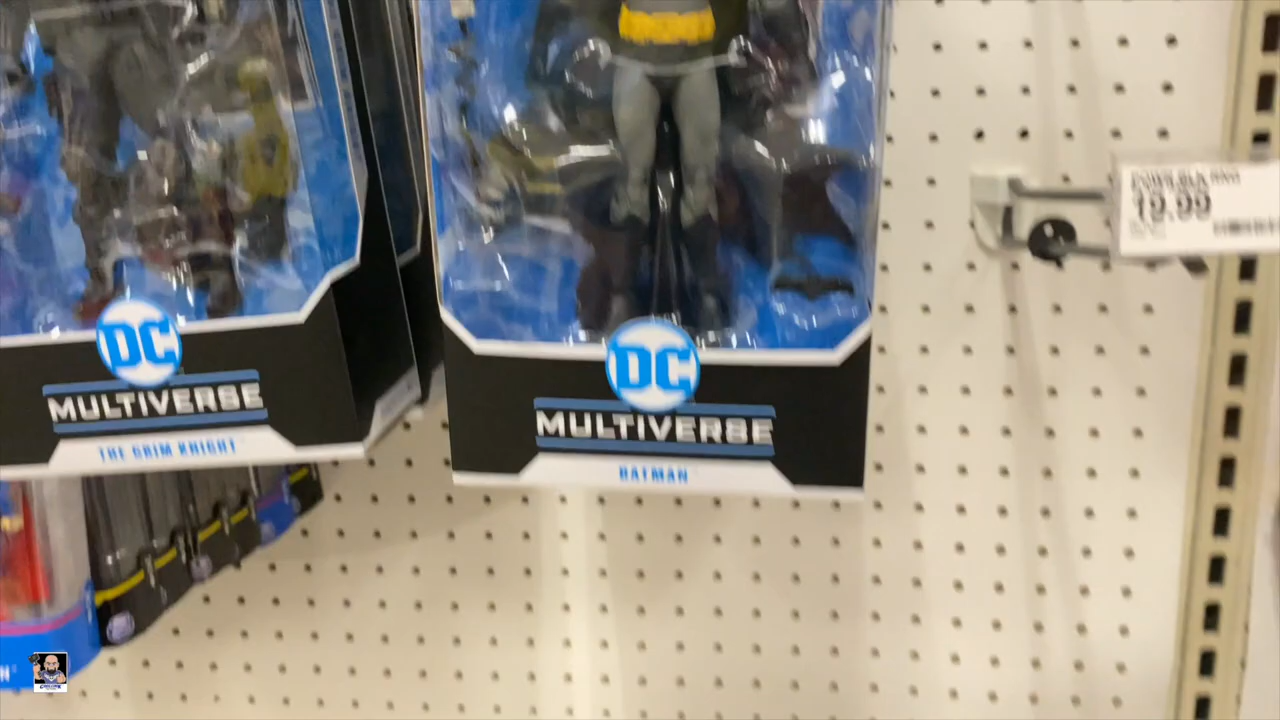 DC
MULTIVERSE
THE GRIM KNIGHT
DC
MULTIVERSE
BATMAN
19.99